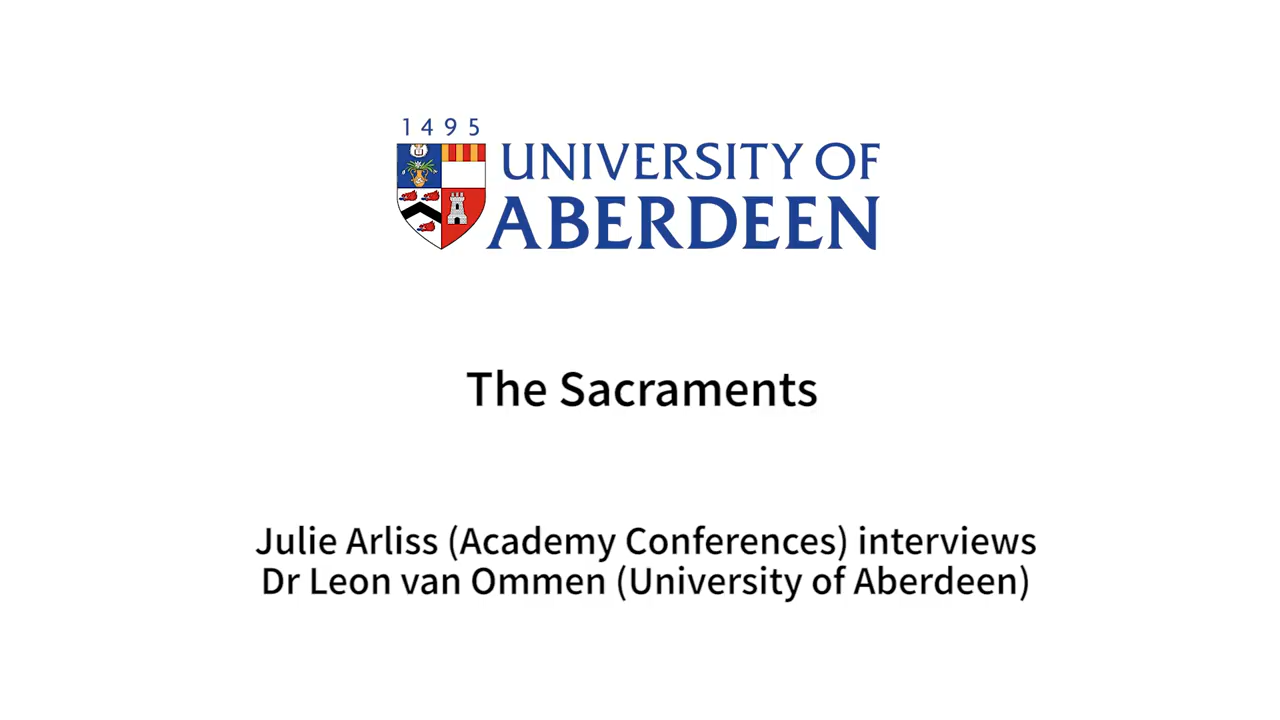 1495
UNIVERSITY OF
ABERDEEN
The Sacraments
Julie Arliss (Academy Conferences) interviews
Dr Leon van Ommen (University of Aberdeen)